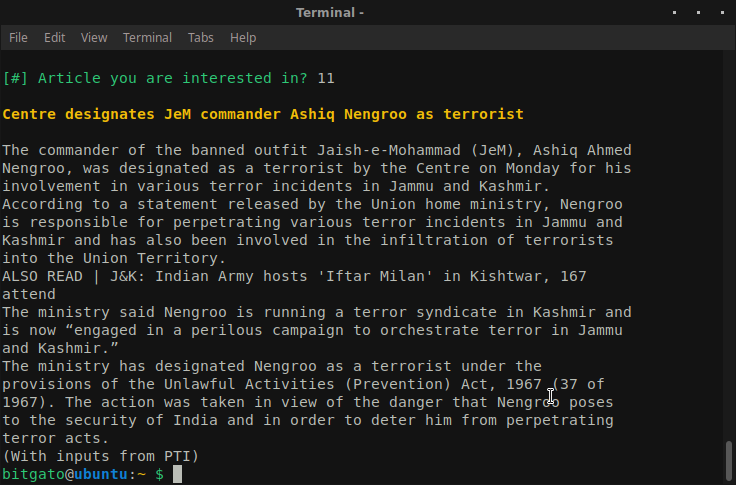 Terminal -
File Edit View Terminal Tabs Help
[#] Article you are interested in? 11
Centre designates JeM commander Ashiq Nengroo as terrorist
The commander of the banned outfit Jaish-e-Mohammad (JeM), Ashiq Ahmed
Nengroo, was designated as a terrorist by the Centre on Monday for his
involvement in various terror incidents in Jammu and Kashmir.
According to a statement released by the Union home ministry, Nengroo
is responsible for perpetrating various terror incidents in Jammu and
Kashmir and has also been involved in the infiltration of terrorists
into the Union Territory.
ALSO READ | J&K: Indian Army hosts 'Iftar Milan' in Kishtwar, 167
attend
The ministry said Nengroo is running a terror syndicate in Kashmir and
is now “engaged in a perilous campaign to orchestrate terror in Jammu
and Kashmir.”
The ministry has designated Nengroo as a terrorist under the
provisions of the Unlawful Activities (Prevention) Act, 1967 (37 of
1967). The action was taken in view of the danger that Nengroo poses
to the security of India and in order to deter him from perpetrating
terror acts.
(With inputs from PTI)
bitgato@ubuntu:~ $